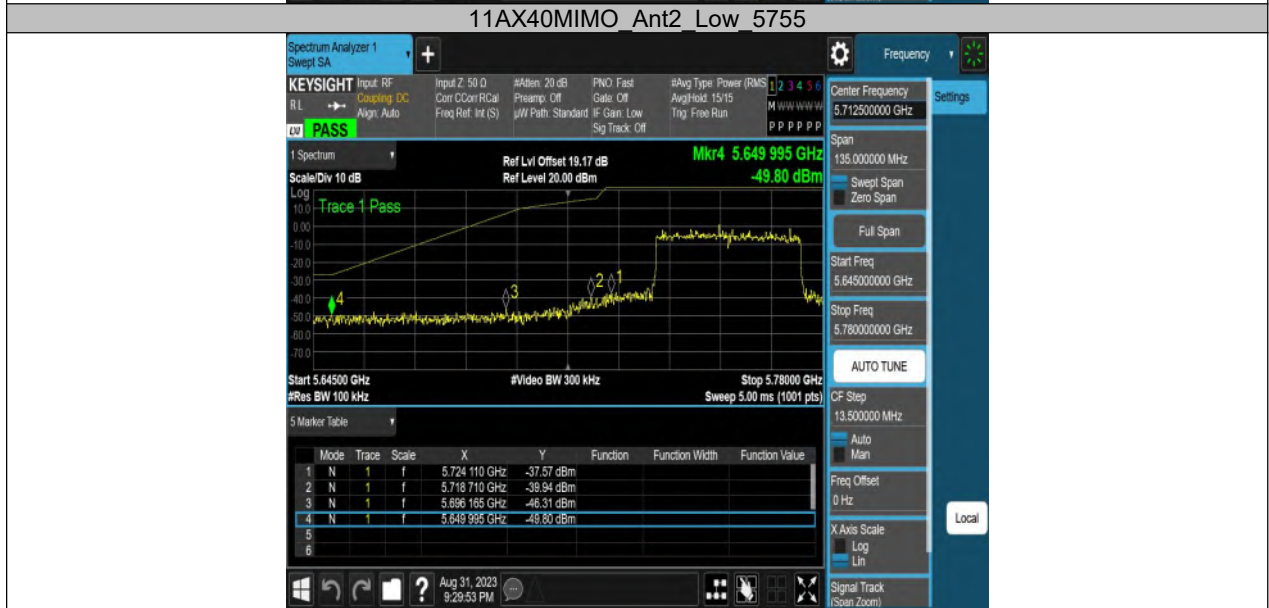 11AX40MIMO_Ant2_Low_5755
Spectrum Analyzer 1
Swept SA
Frequency
KEYSIGHT
RL
LXI PASS
Input: RF
Coupling: DC
Align: Auto
Input Z: 50 Ω
Corr CCorr RCal
Freq Ref: Int (S)
#Atten: 20 dB
Preamp: Off
µW Path: Standard
PNO: Fast
Gate: Off
IF Gain: Low
Sig Track: Off
#Avg Type: Power (RMS
Avg|Hold: 15/15
Trig: Free Run
1 2 3 4 5 6
M W W W W W
P P P P P P
1 Spectrum
Scale/Div 10 dB
Ref Lvl Offset 19.17 dB
Ref Level 20.00 dBm
Mkr4 5.649 995 GHz
-49.80 dBm
Log
Trace 1 Pass
10.0
0.00
-10.0
-20.0
-30.0
-40.0
-50.0
-60.0
-70.0
4
3
2
1
Start 5.64500 GHz
#Res BW 100 kHz
#Video BW 300 kHz
Stop 5.78000 GHz
Sweep 5.00 ms (1001 pts)
5 Marker Table
Mode Trace Scale X Y Function Function Width Function Value
1 N 1 f 5.724 110 GHz -37.57 dBm
2 N 1 f 5.718 710 GHz -39.94 dBm
3 N 1 f 5.696 165 GHz -46.31 dBm
4 N 1 f 5.649 995 GHz -49.80 dBm
5
6
Aug 31, 2023
9:29:53 PM
Center Frequency
5.712500000 GHz
Settings
Span
135.000000 MHz
Swept Span
Zero Span
Full Span
Start Freq
5.645000000 GHz
Stop Freq
5.780000000 GHz
AUTO TUNE
CF Step
13.500000 MHz
Auto
Man
Freq Offset
0 Hz
Local
X Axis Scale
Log
Lin
Signal Track
(Span Zoom)